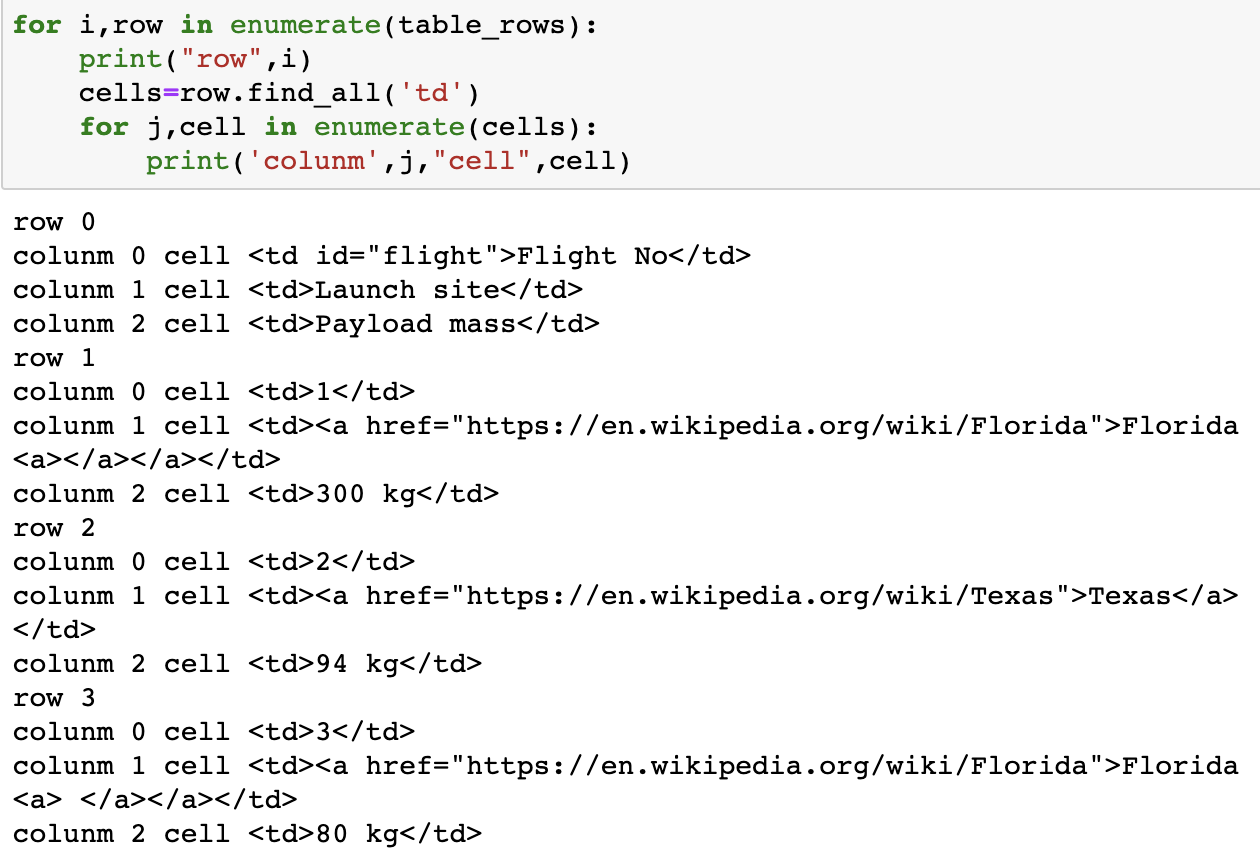 for i,row in enumerate(table_rows):
    print("row",i)
    cells=row.find_all('td')
    for j,cell in enumerate(cells):
        print('colunm',j,"cell",cell)
row 0
colunm 0 cell <td id="flight">Flight No</td>
colunm 1 cell <td>Launch site</td>
colunm 2 cell <td>Payload mass</td>
row 1
colunm 0 cell <td>1</td>
colunm 1 cell <td><a href="https://en.wikipedia.org/wiki/Florida">Florida
<a></a></a></td>
colunm 2 cell <td>300 kg</td>
row 2
colunm 0 cell <td>2</td>
colunm 1 cell <td><a href="https://en.wikipedia.org/wiki/Texas">Texas</a>
</td>
colunm 2 cell <td>94 kg</td>
row 3
colunm 0 cell <td>3</td>
colunm 1 cell <td><a href="https://en.wikipedia.org/wiki/Florida">Florida
<a> </a></a></td>
colunm 2 cell <td>80 kg</td>